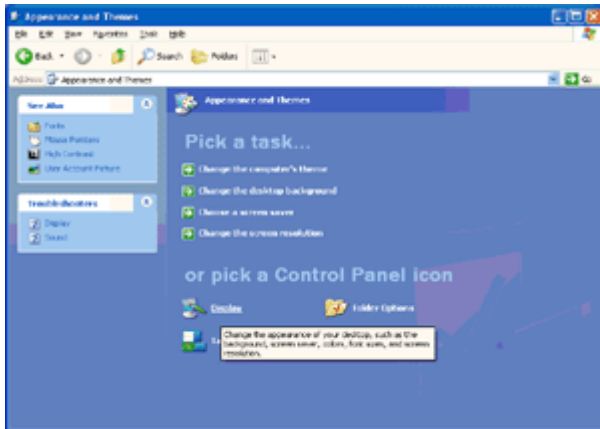 Appearance and Themes
File Edit View Favorites Tools Help
Back Search Folders
Address Appearance and Themes Go
See Also
Fonts
Mouse Pointers
High Contrast
User Account Picture
Troubleshooters
Display
Sound
Appearance and Themes
Pick a task...
Change the computer's theme
Change the desktop background
Choose a screen saver
Change the screen resolution
or pick a Control Panel icon
Display Folder Options
Change the appearance of your desktop, such as the
background, screen saver, colors, font sizes, and screen
resolution.